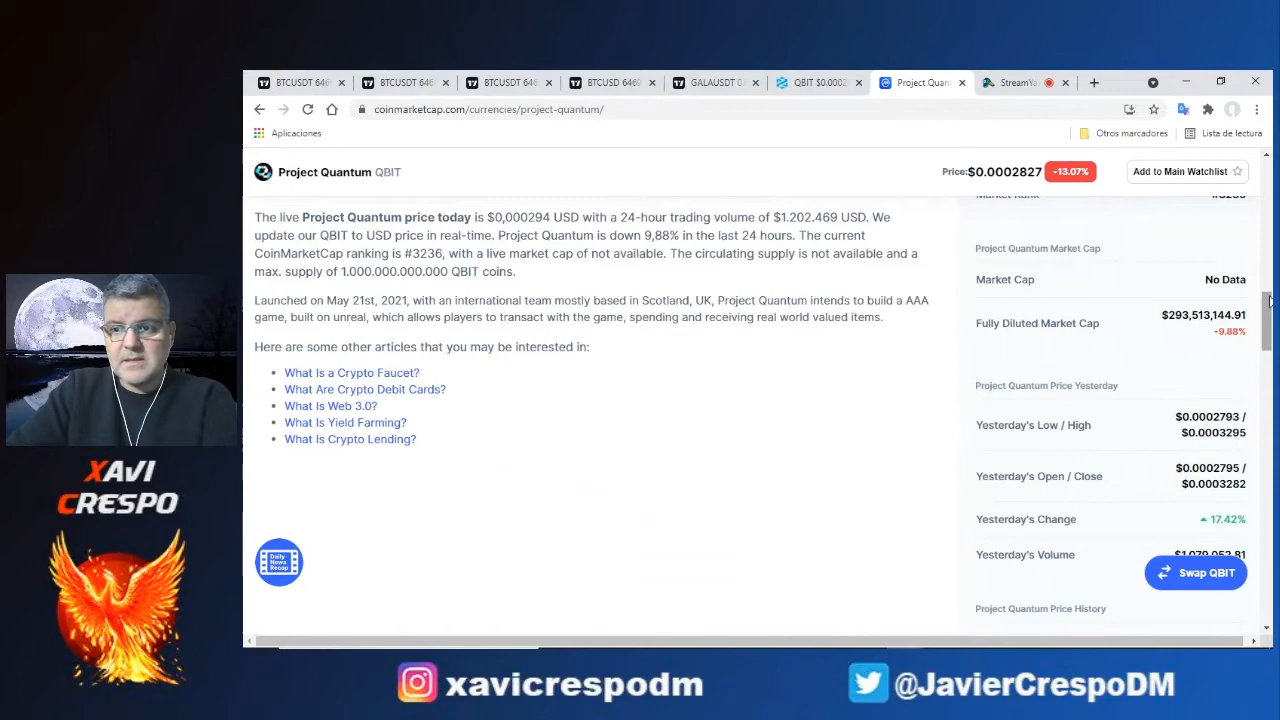 BTCUSDT 646
BTCUSDT 646
BTCUSDT 646
BTCUSD 6469
GALAUSDT 0
QBIT $0.0002
Project Quan
StreamYa
coinmarketcap.com/currencies/project-quantum/
Aplicaciones
Otros marcadores
Lista de lectura
Project Quantum QBIT
Price:$0.0002827
-13.07%
Add to Main Watchlist
The live Project Quantum price today is $0,000294 USD with a 24-hour trading volume of $1.202.469 USD. We
update our QBIT to USD price in real-time. Project Quantum is down 9,88% in the last 24 hours. The current
CoinMarketCap ranking is #3236, with a live market cap of not available. The circulating supply is not available and a
max. supply of 1.000.000.000.000 QBIT coins.
Launched on May 21st, 2021, with an international team mostly based in Scotland, UK, Project Quantum intends to build a AAA
game, built on unreal, which allows players to transact with the game, spending and receiving real world valued items.
Here are some other articles that you may be interested in:
What Is a Crypto Faucet?
What Are Crypto Debit Cards?
What Is Web 3.0?
What Is Yield Farming?
What Is Crypto Lending?
Daily
News
Recap
Project Quantum Market Cap
Market Cap
No Data
Fully Diluted Market Cap
$293,513,144.91
-9.88%
Project Quantum Price Yesterday
Yesterday's Low / High
$0.0002793 /
$0.0003295
Yesterday's Open / Close
$0.0002795 /
$0.0003282
Yesterday's Change
17.42%
Yesterday's Volume
Swap QBIT
Project Quantum Price History
XAVI
CRESPO
xavicrespodm
@JavierCrespoDM